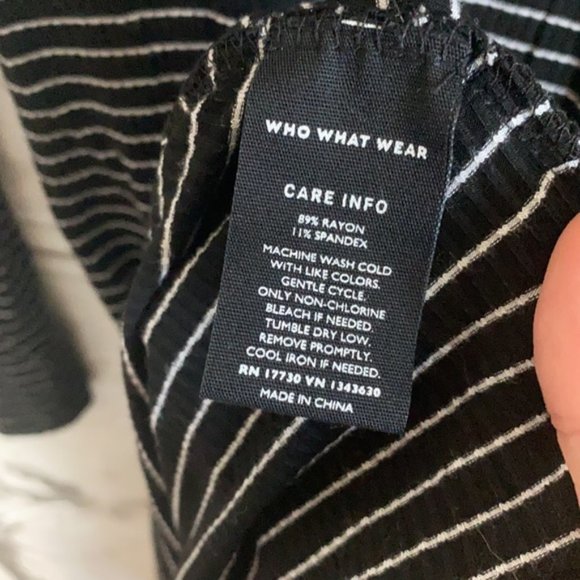 WHO WHAT WEAR
CARE INFO
89% RAYON
11% SPANDEX
MACHINE WASH COLD
WITH LIKE COLORS.
GENTLE CYCLE.
ONLY NON-CHLORINE
BLEACH IF NEEDED
TUMBLE DRY LOW.
REMOVE PROMPTLY.
COOL IRON IF NEEDED.
RN 17730 VN 1343630
MADE IN CHINA